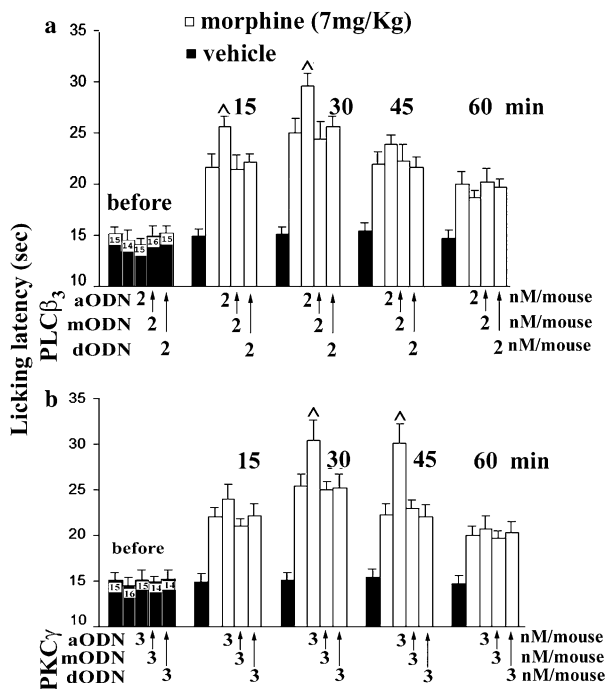 a
morphine (7mg/Kg)
vehicle
35
30
25
20
15
10
before
15 30 45 60 min
15 14 15 16 15
^ ^
Licking latency (sec)
PLCβ3
aODN 2 2 2 2 2 nM/mouse
mODN 2 2 2 2 2 nM/mouse
dODN 2 2 2 2 2 nM/mouse
b
35
30
25
20
15
10
before
15 30 45 60 min
15 16 15 14 14
^ ^
PKCγ
aODN 3 3 3 3 3 nM/mouse
mODN 3 3 3 3 3 nM/mouse
dODN 3 3 3 3 3 nM/mouse